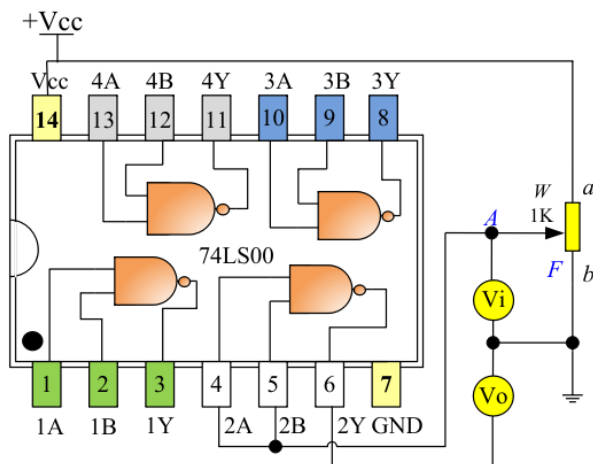 +Vcc
Vcc 4A 4B 4Y 3A 3B 3Y
14 13 12 11 10 9 8
W a
A 1K
74LS00
F b
Vi
1 2 3 4 5 6 7
Vo
1A 1B 1Y 2A 2B 2Y GND